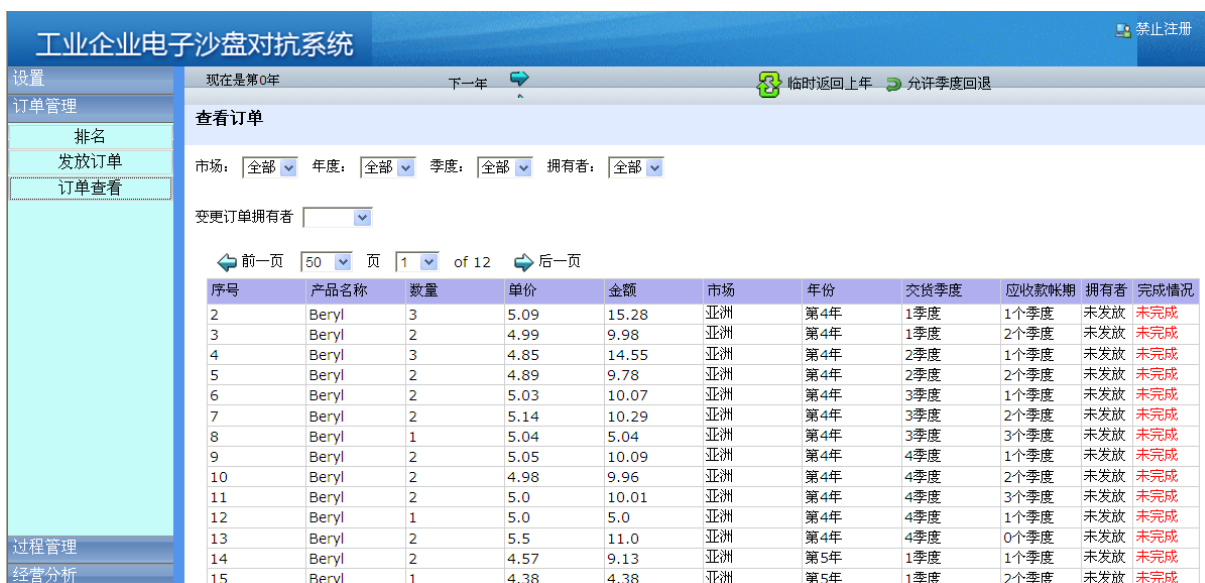 工业企业电子沙盘对抗系统
禁止注册
设置
现在是第0年 下一年 临时返回上年 允许季度回退
订单管理
查看订单
排名
发放订单
订单查看
市场： 全部 年度： 全部 季度： 全部 拥有者： 全部
变更订单拥有者
前一页 50 页 1 of 12 后一页
序号 产品名称 数量 单价 金额 市场 年份 交货季度 应收款帐期 拥有者 完成情况
2 Beryl 3 5.09 15.28 亚洲 第4年 1季度 1个季度 未发放 未完成
3 Beryl 2 4.99 9.98 亚洲 第4年 1季度 2个季度 未发放 未完成
4 Beryl 3 4.85 14.55 亚洲 第4年 2季度 1个季度 未发放 未完成
5 Beryl 2 4.89 9.78 亚洲 第4年 2季度 2个季度 未发放 未完成
6 Beryl 2 5.03 10.07 亚洲 第4年 3季度 1个季度 未发放 未完成
7 Beryl 2 5.14 10.29 亚洲 第4年 3季度 2个季度 未发放 未完成
8 Beryl 1 5.04 5.04 亚洲 第4年 3季度 3个季度 未发放 未完成
9 Beryl 2 5.05 10.09 亚洲 第4年 4季度 1个季度 未发放 未完成
10 Beryl 2 4.98 9.96 亚洲 第4年 4季度 2个季度 未发放 未完成
11 Beryl 2 5.0 10.01 亚洲 第4年 4季度 3个季度 未发放 未完成
12 Beryl 1 5.0 5.0 亚洲 第4年 4季度 1个季度 未发放 未完成
13 Beryl 2 5.5 11.0 亚洲 第4年 4季度 0个季度 未发放 未完成
14 Beryl 2 4.57 9.13 亚洲 第5年 1季度 1个季度 未发放 未完成
15 Beryl 1 4.38 4.38 亚洲 第5年 1季度 2个季度 未发放 未完成
过程管理
经营分析